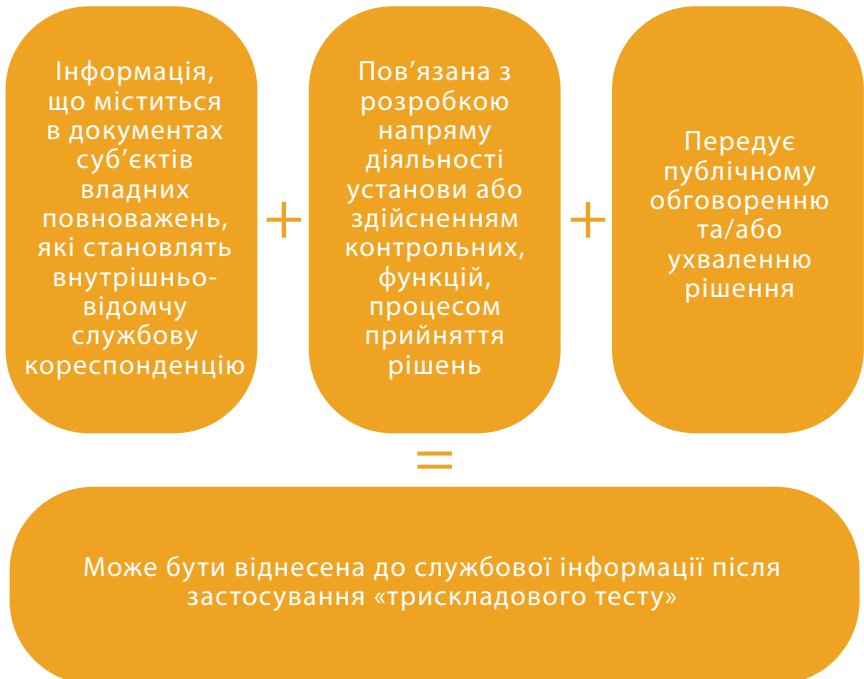 Інформація,
що міститься
в документах
суб’єктів
владних
повноважень,
які становлять
внутрішньо-
відомчу
службову
кореспонденцію
+
Пов’язана з
розробкою
напряму
діяльності
установи або
здійсненням
контрольних,
функцій,
процесом
прийняття
рішень
+
Передує
публічному
обговоренню
та/або
ухваленню
рішення
=
Може бути віднесена до службової інформації після
застосування «трискладового тесту»